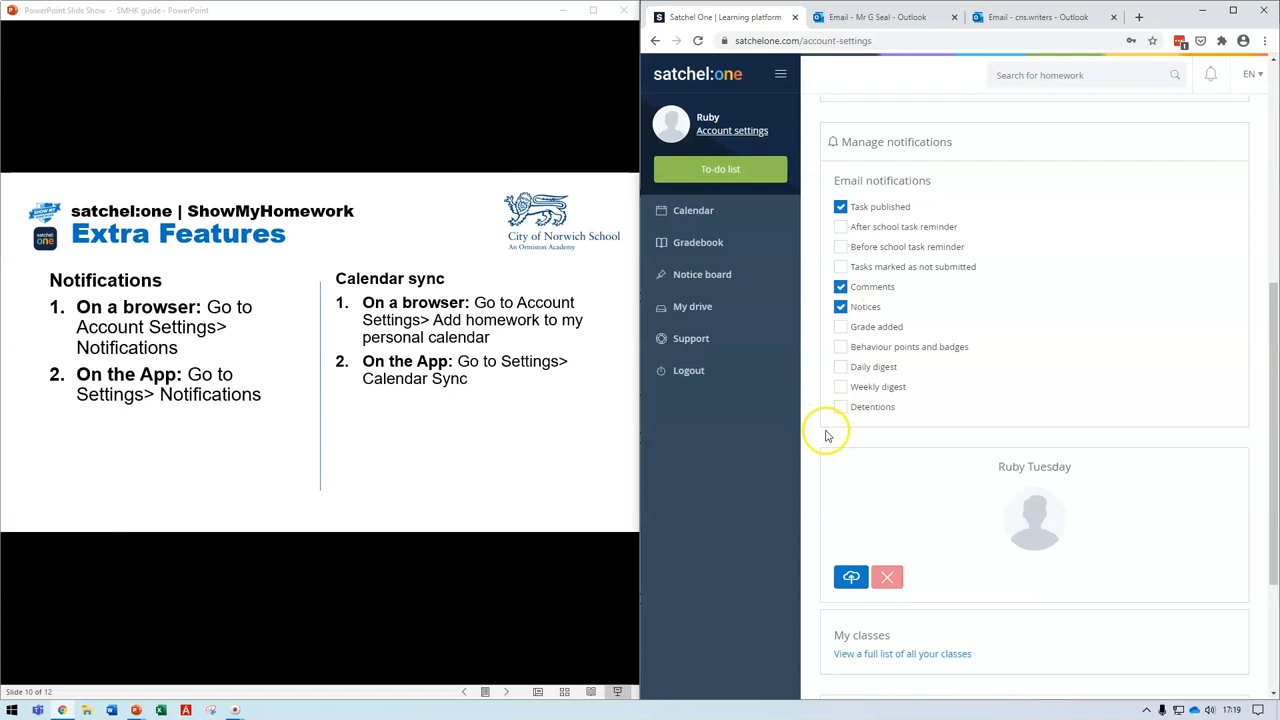 PowerPoint Slide Show - SMHK guide - PowerPoint
satchel:one | ShowMyHomework
Extra Features
City of Norwich School
An Ormiston Academy
Notifications
1. On a browser: Go to
Account Settings>
Notifications
2. On the App: Go to
Settings> Notifications
Calendar sync
1. On a browser: Go to Account
Settings> Add homework to my
personal calendar
2. On the App: Go to Settings>
Calendar Sync
Slide 10 of 12
Satchel One | Learning platform
Email - Mr G Seal - Outlook
Email - cns.writers - Outlook
satchelone.com/account-settings
1
satchel:one
Search for homework
EN
Ruby
Account settings
To-do list
Calendar
Gradebook
Notice board
My drive
Support
Logout
Manage notifications
Email notifications
Task published
After school task reminder
Before school task reminder
Tasks marked as not submitted
Comments
Notices
Grade added
Behaviour points and badges
Daily digest
Weekly digest
Detentions
Ruby Tuesday
My classes
View a full list of all your classes
17:19